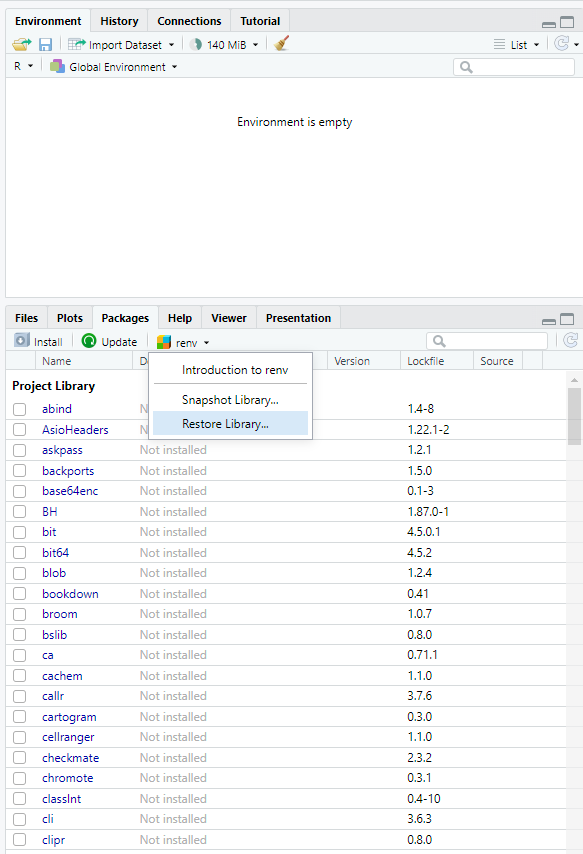 Environment History Connections Tutorial
Import Dataset 140 MiB List
R Global Environment
Environment is empty
Files Plots Packages Help Viewer Presentation
Install Update renv
Name D Version Lockfile Source
Introduction to renv
Project Library
Snapshot Library...
abind N 1.4-8
Restore Library...
AsioHeaders N 1.22.1-2
askpass Not installed 1.2.1
backports Not installed 1.5.0
base64enc Not installed 0.1-3
BH Not installed 1.87.0-1
bit Not installed 4.5.0.1
bit64 Not installed 4.5.2
blob Not installed 1.2.4
bookdown Not installed 0.41
broom Not installed 1.0.7
bslib Not installed 0.8.0
ca Not installed 0.71.1
cachem Not installed 1.1.0
callr Not installed 3.7.6
cartogram Not installed 0.3.0
cellranger Not installed 1.1.0
checkmate Not installed 2.3.2
chromote Not installed 0.3.1
classInt Not installed 0.4-10
cli Not installed 3.6.3
clipr Not installed 0.8.0